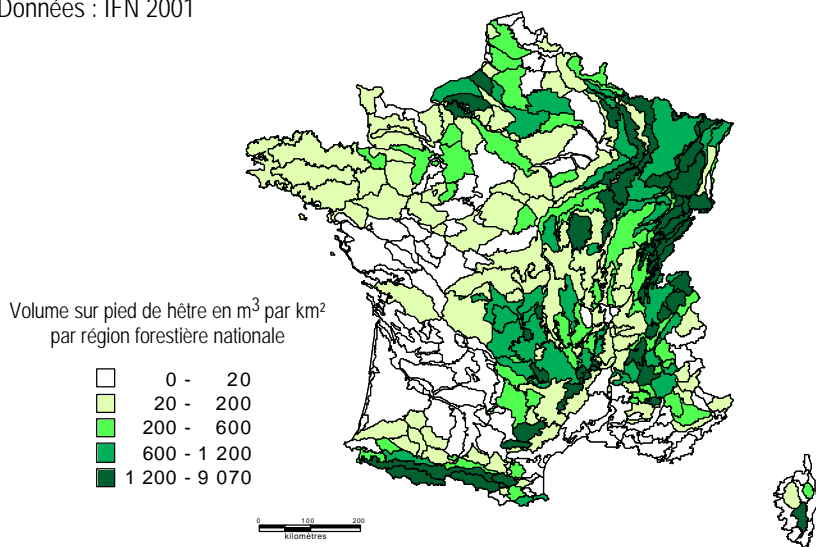 Données : IFN 2001
Volume sur pied de hêtre en m³ par km²
par région forestière nationale
0 - 20
20 - 200
200 - 600
600 - 1 200
1 200 - 9 070
0 100 200
kilomètres